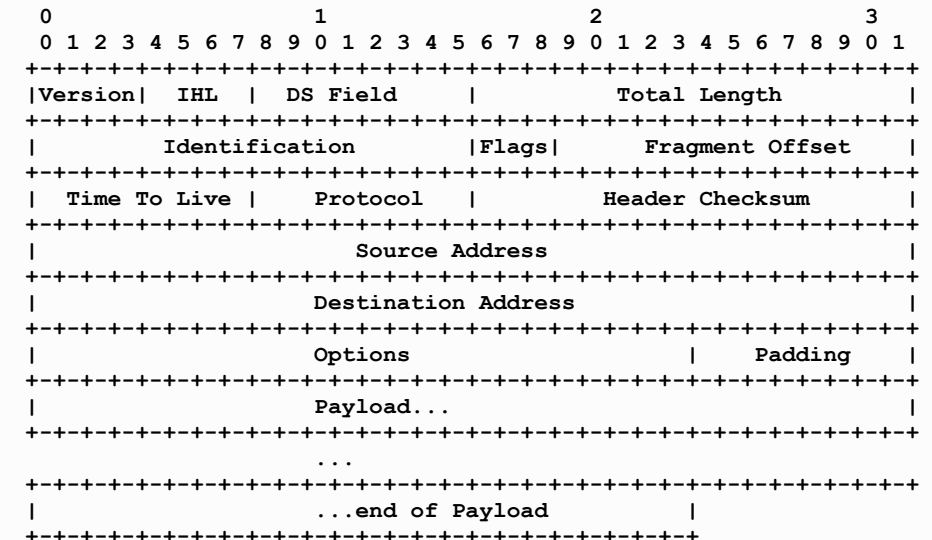 0                   1                   2                   3
 0 1 2 3 4 5 6 7 8 9 0 1 2 3 4 5 6 7 8 9 0 1 2 3 4 5 6 7 8 9 0 1
+-+-+-+-+-+-+-+-+-+-+-+-+-+-+-+-+-+-+-+-+-+-+-+-+-+-+-+-+-+-+-+-+
|Version|  IHL  |  DS Field     |          Total Length         |
+-+-+-+-+-+-+-+-+-+-+-+-+-+-+-+-+-+-+-+-+-+-+-+-+-+-+-+-+-+-+-+-+
|         Identification        |Flags|      Fragment Offset    |
+-+-+-+-+-+-+-+-+-+-+-+-+-+-+-+-+-+-+-+-+-+-+-+-+-+-+-+-+-+-+-+-+
|  Time To Live |    Protocol   |         Header Checksum       |
+-+-+-+-+-+-+-+-+-+-+-+-+-+-+-+-+-+-+-+-+-+-+-+-+-+-+-+-+-+-+-+-+
|                       Source Address                          |
+-+-+-+-+-+-+-+-+-+-+-+-+-+-+-+-+-+-+-+-+-+-+-+-+-+-+-+-+-+-+-+-+
|                    Destination Address                        |
+-+-+-+-+-+-+-+-+-+-+-+-+-+-+-+-+-+-+-+-+-+-+-+-+-+-+-+-+-+-+-+-+
|                    Options                    |    Padding    |
+-+-+-+-+-+-+-+-+-+-+-+-+-+-+-+-+-+-+-+-+-+-+-+-+-+-+-+-+-+-+-+-+
|                    Payload...                                 |
+-+-+-+-+-+-+-+-+-+-+-+-+-+-+-+-+-+-+-+-+-+-+-+-+-+-+-+-+-+-+-+-+
                     ...
+-+-+-+-+-+-+-+-+-+-+-+-+-+-+-+-+-+-+-+-+-+-+-+-+-+-+-+-+-+-+-+-+
|                    ...end of Payload          |
+-+-+-+-+-+-+-+-+-+-+-+-+-+-+-+-+-+-+-+-+-+-+-+-+